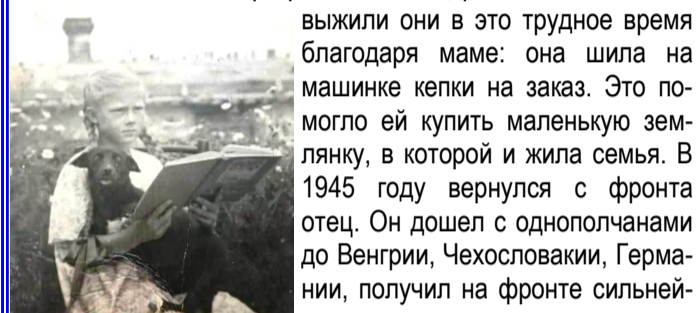 выжили они в это трудное время
благодаря маме: она шила на
машинке кепки на заказ. Это по-
могло ей купить маленькую зем-
лянку, в которой и жила семья. В
1945 году вернулся с фронта
отец. Он дошел с однополчанами
до Венгрии, Чехословакии, Герма-
нии, получил на фронте сильней-